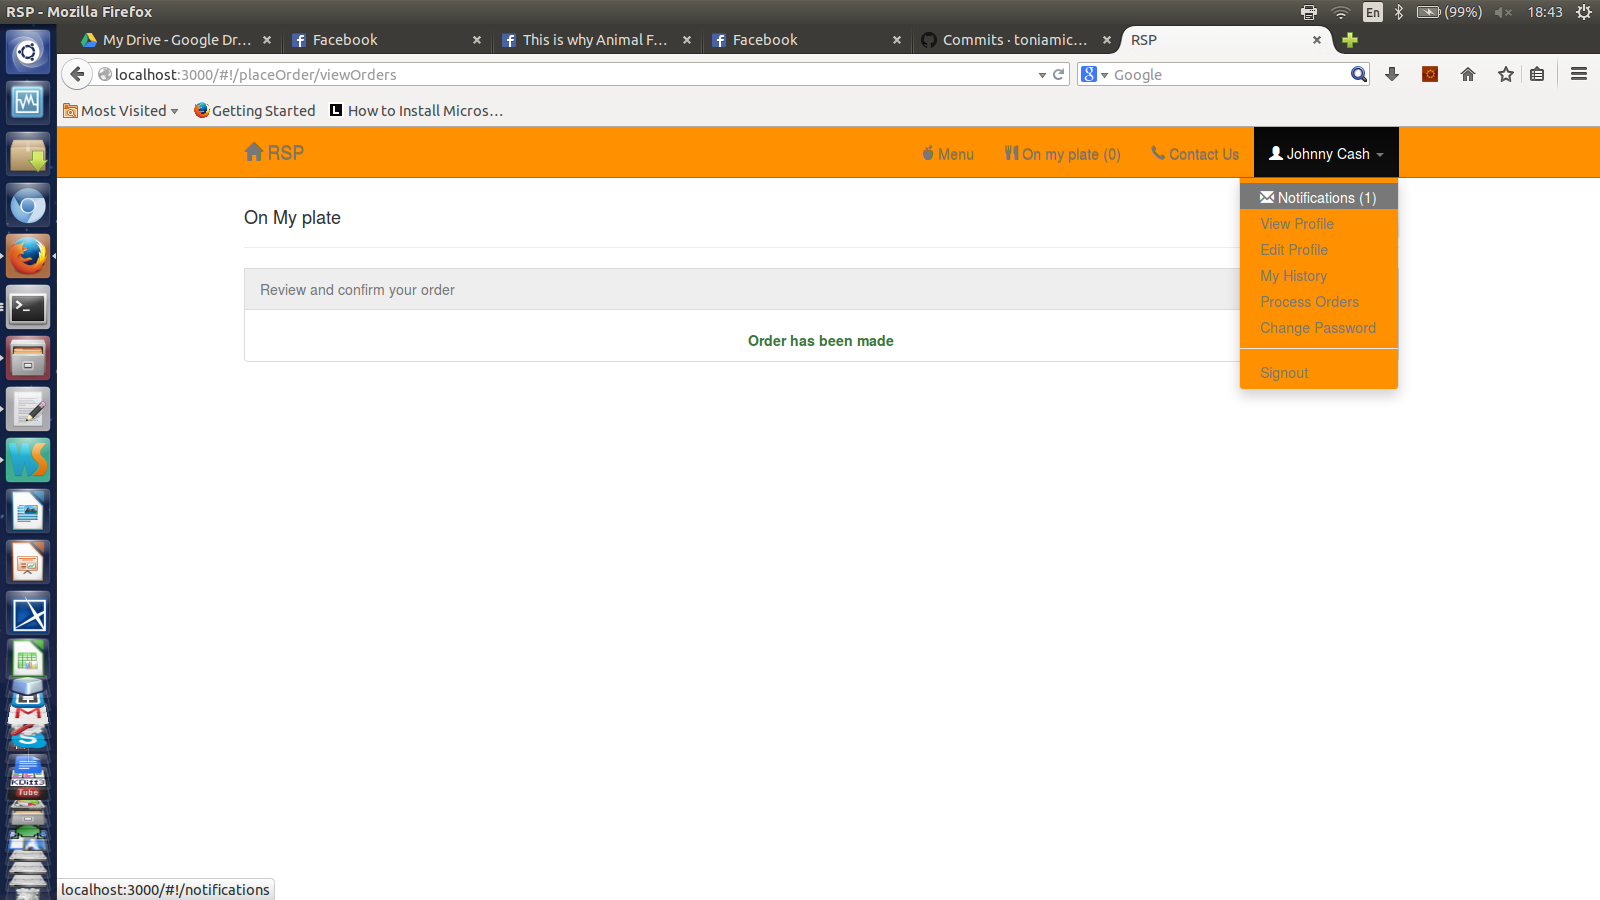 RSP - Mozilla Firefox
En (99%) 18:43
My Drive - Google Dr... Facebook This is why Animal F... Facebook Commits · toniamic... RSP
localhost:3000/#!/placeOrder/viewOrders Google
Most Visited Getting Started How to Install Micros...
RSP Menu On my plate (0) Contact Us Johnny Cash
Notifications (1)
View Profile
Edit Profile
My History
Process Orders
Change Password
Signout
On My plate
Review and confirm your order
Order has been made
KDiff3
Tube
localhost:3000/#!/notifications